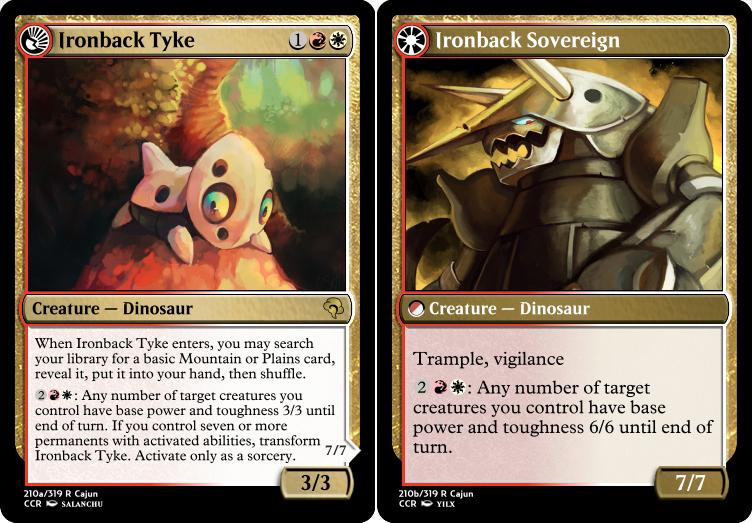 Ironback Tyke
1
When Ironback Tyke enters, you may search
your library for a basic Mountain or Plains card,
reveal it, put it into your hand, then shuffle.
2 : Any number of target creatures you
control have base power and toughness 3/3 until
end of turn. If you control seven or more
permanents with activated abilities, transform
Ironback Tyke. Activate only as a sorcery.
7/7
Creature — Dinosaur
3/3
210a/319 R Cajun
CCR SALANCHU
Ironback Sovereign
Creature — Dinosaur
Trample, vigilance
2 : Any number of target
creatures you control have base
power and toughness 6/6 until end of
turn.
7/7
210b/319 R Cajun
CCR YILX